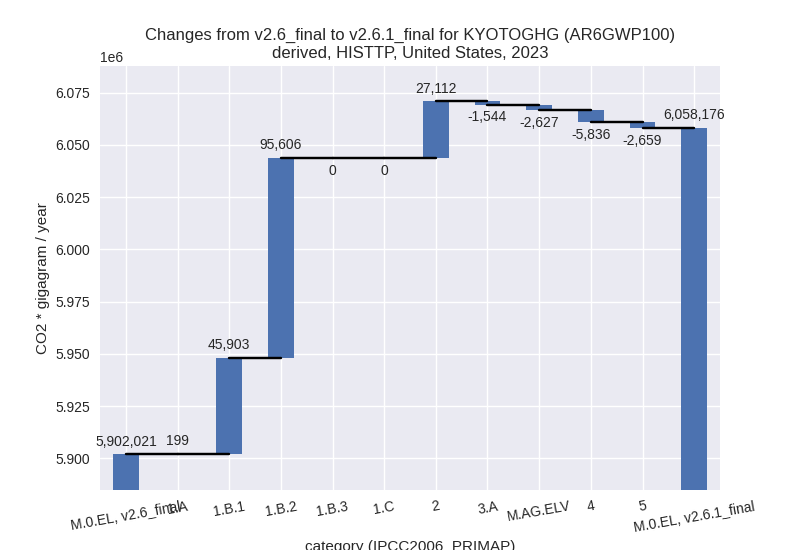 Changes from v2.6_final to v2.6.1_final for KYOTOGHG (AR6GWP100)
derived, HISTTP, United States, 2023
1e6
6.075
6.050
6.025
6.000
5.975
5.950
5.925
5.900
CO2 * gigagram / year
5,902,021
199
45,903
95,606
0
0
27,112
-1,544
-2,627
-5,836
-2,659
6,058,176
M.0.EL, v2.6_final
1.A
1.B.1
1.B.2
1.B.3
1.C
2
3.A
M.AG.ELV
4
5
M.0.EL, v2.6.1_final
category (IPCC2006_PRIMAP)